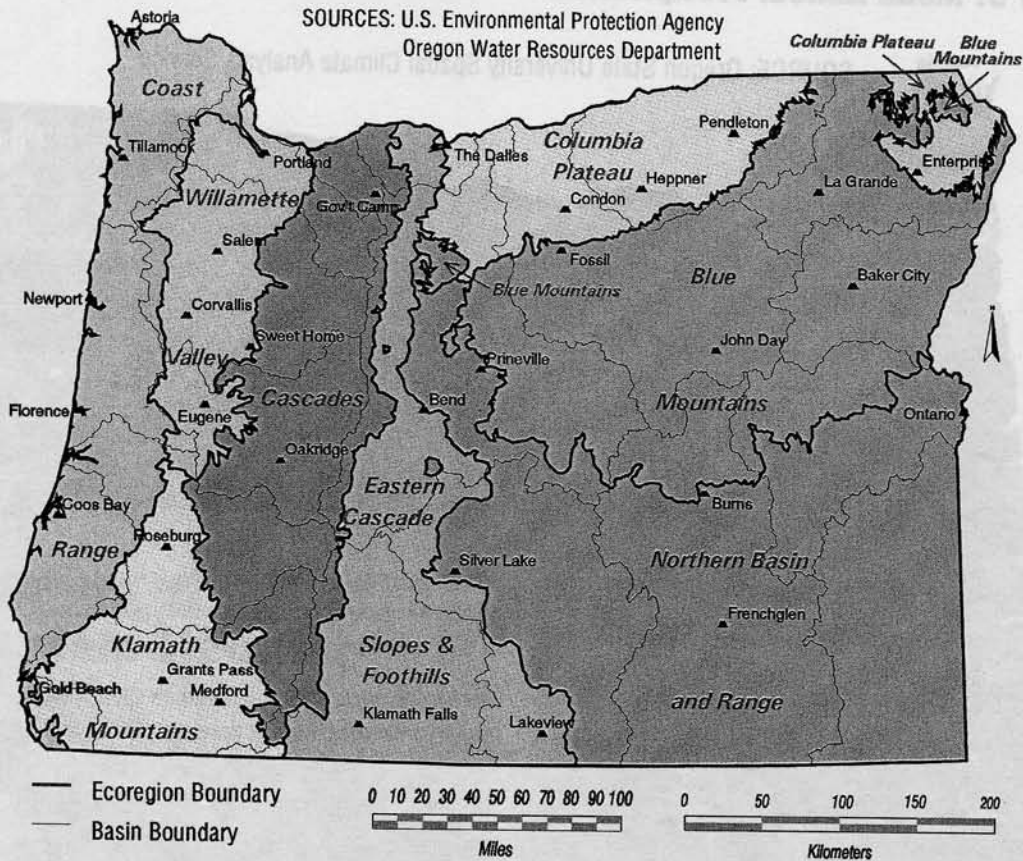 SOURCES: U.S. Environmental Protection Agency
Oregon Water Resources Department
Columbia Plateau
Blue
Mountains
Astoria
Coast
Tillamook
Portland
Willamette
Gov't Camp
The Dalles
Columbia
Plateau
Pendleton
Heppner
Condon
La Grande
Enterprise
Salem
Fossil
Blue
Blue Mountains
Baker City
Newport
Corvallis
Sweet Home
Valley
Cascades
Prineville
John Day
Mountains
Florence
Eugene
Bend
Ontario
Oakridge
Eastern
Cascade
Coos Bay
Roseburg
Range
Burns
Silver Lake
Northern Basin
Frenchglen
Klamath
Slopes &
Foothills
Grants Pass
Gold Beach
Medford
and Range
Mountains
Klamath Falls
Lakeview
Ecoregion Boundary
Basin Boundary
0 10 20 30 40 50 60 70 80 90 100
Miles
0 50 100 150 200
Kilometers